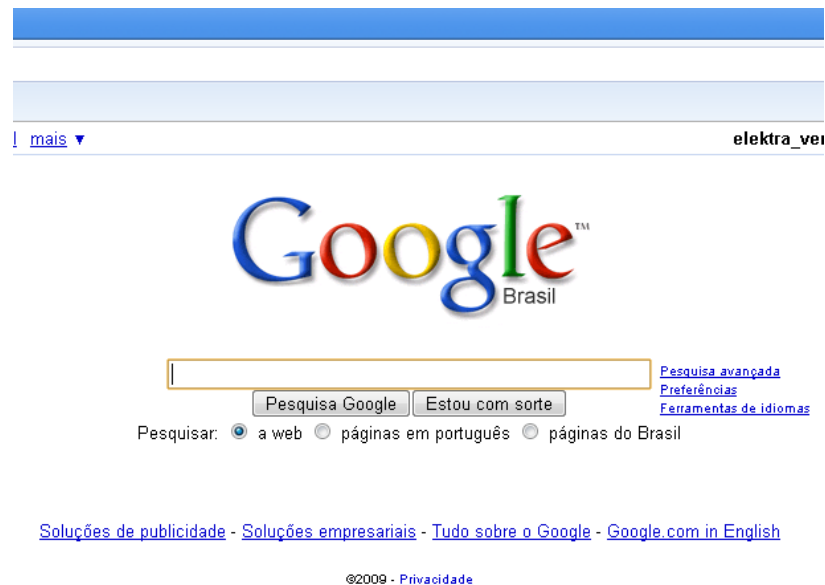 mais ▼ elektra_ver
Google™
Brasil
Pesquisa avançada
Preferências
Ferramentas de idiomas
Pesquisa Google Estou com sorte
Pesquisar: a web páginas em português páginas do Brasil
Soluções de publicidade - Soluções empresariais - Tudo sobre o Google - Google.com in English
©2009 - Privacidade